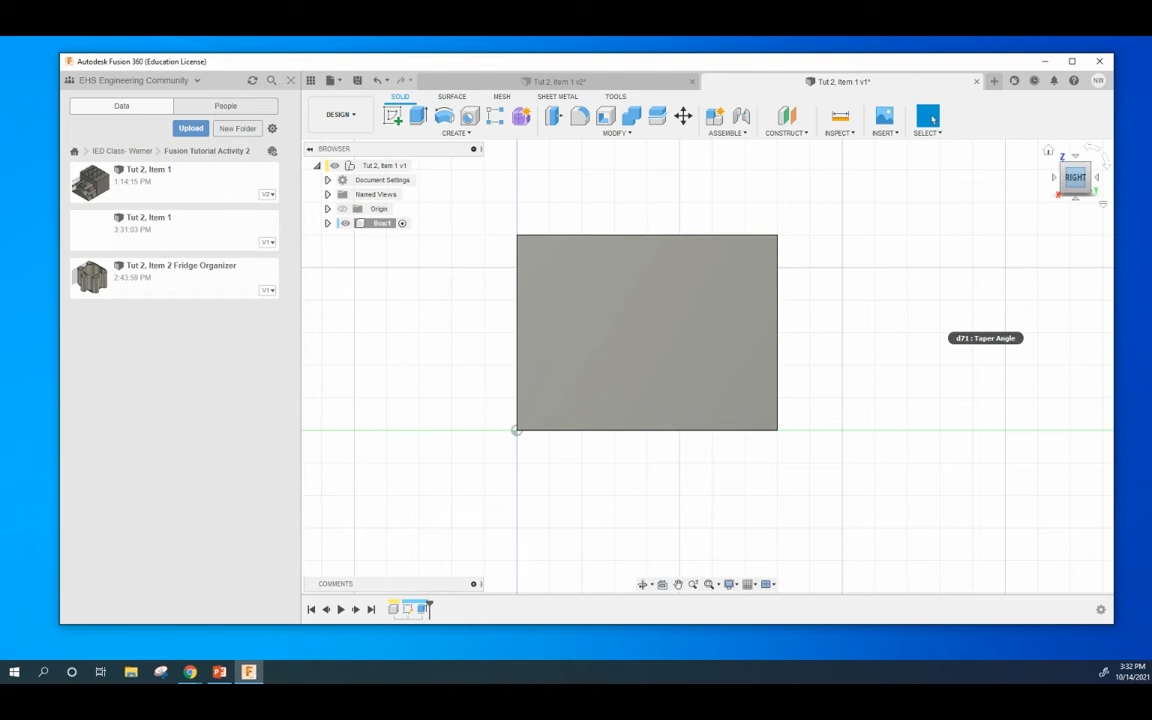 Autodesk Fusion 360 (Education License)
EHS Engineering Community
Tut 2, Item 1 v2*
Tut 2, Item 1 v1*
NW
Data
People
SOLID
SURFACE
MESH
SHEET METAL
TOOLS
DESIGN
Upload
New Folder
CREATE
MODIFY
ASSEMBLE
CONSTRUCT
INSPECT
INSERT
SELECT
IED Class- Werner
Fusion Tutorial Activity 2
BROWSER
Tut 2, Item 1 v1
Tut 2, Item 1
1:14:15 PM
V2
Document Settings
Named Views
Origin
Box1
Z
RIGHT
X
Y
Tut 2, Item 1
3:31:03 PM
V1
Tut 2, Item 2 Fridge Organizer
2:43:59 PM
V1
d71 : Taper Angle
COMMENTS
3:32 PM
10/14/2021